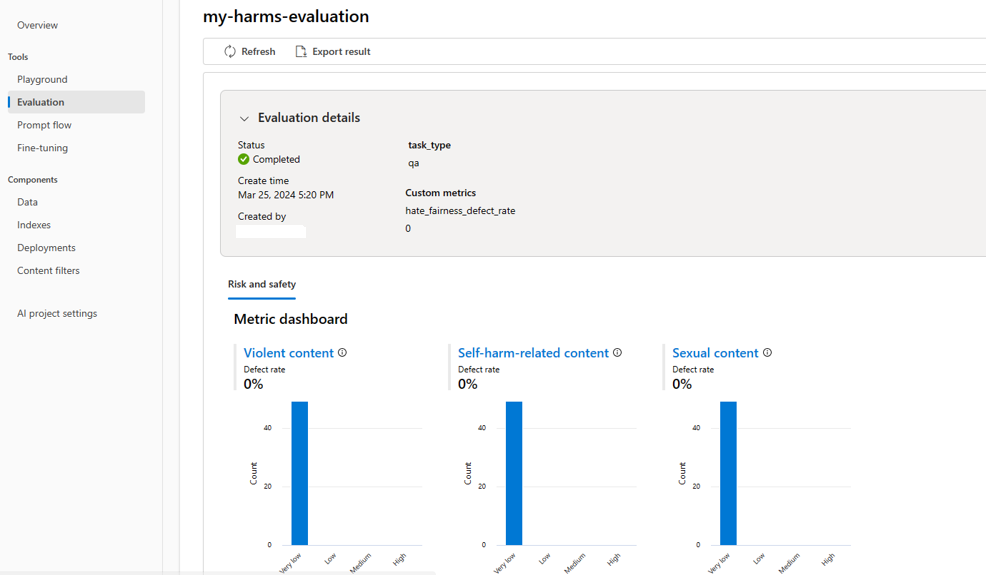 my-harms-evaluation
Overview
Tools
Playground
Evaluation
Prompt flow
Fine-tuning
Components
Data
Indexes
Deployments
Content filters
AI project settings
Refresh Export result
Evaluation details
Status
Completed
Create time
Mar 25, 2024 5:20 PM
Created by
task_type
qa
Custom metrics
hate_fairness_defect_rate
0
Risk and safety
Metric dashboard
Violent content
Defect rate
0%
40
20
0
Count
Very low Low Medium High
Self-harm-related content
Defect rate
0%
40
20
0
Count
Very low Low Medium High
Sexual content
Defect rate
0%
40
20
0
Count
Very low Low Medium High